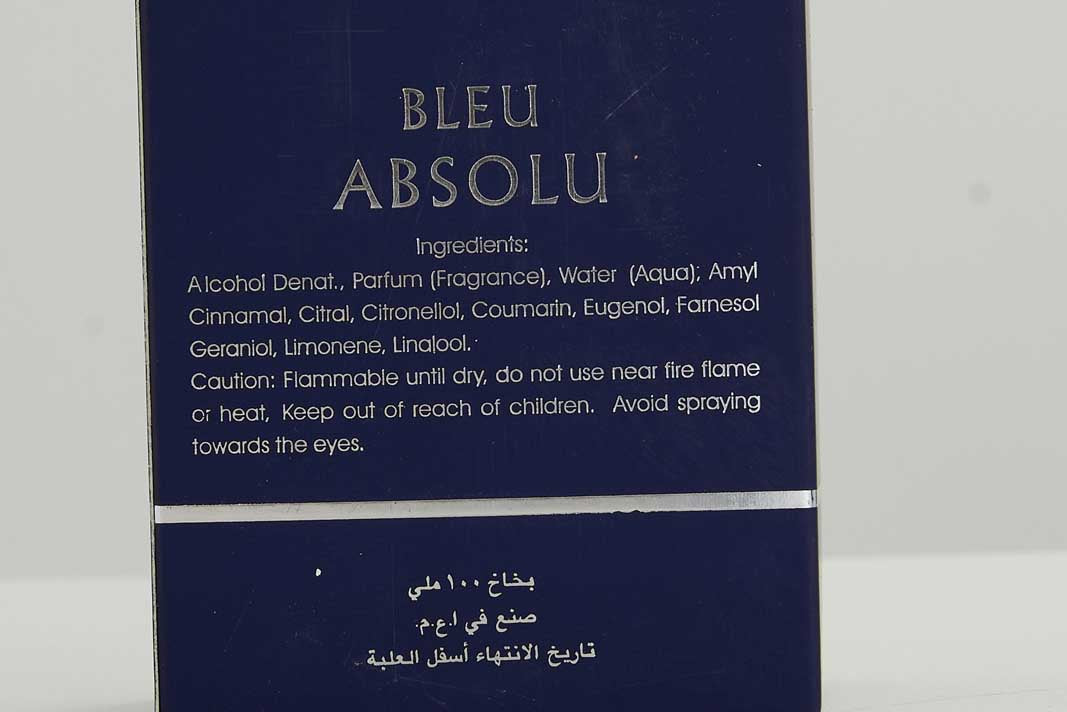 BLEU
ABSOLU
Ingredients:
Alcohol Denat., Parfum (Fragrance), Water (Aqua); Amyl
Cinnamal, Citral, Citronellol, Coumarin, Eugenol, Farnesol
Geraniol, Limonene, Linalool.
Caution: Flammable until dry, do not use near fire flame
or heat, Keep out of reach of children. Avoid spraying
towards the eyes.
بخاخ ١٠٠ ملي
صنع في ا.ع.م.
تاريخ الانتهاء أسفل العلبة